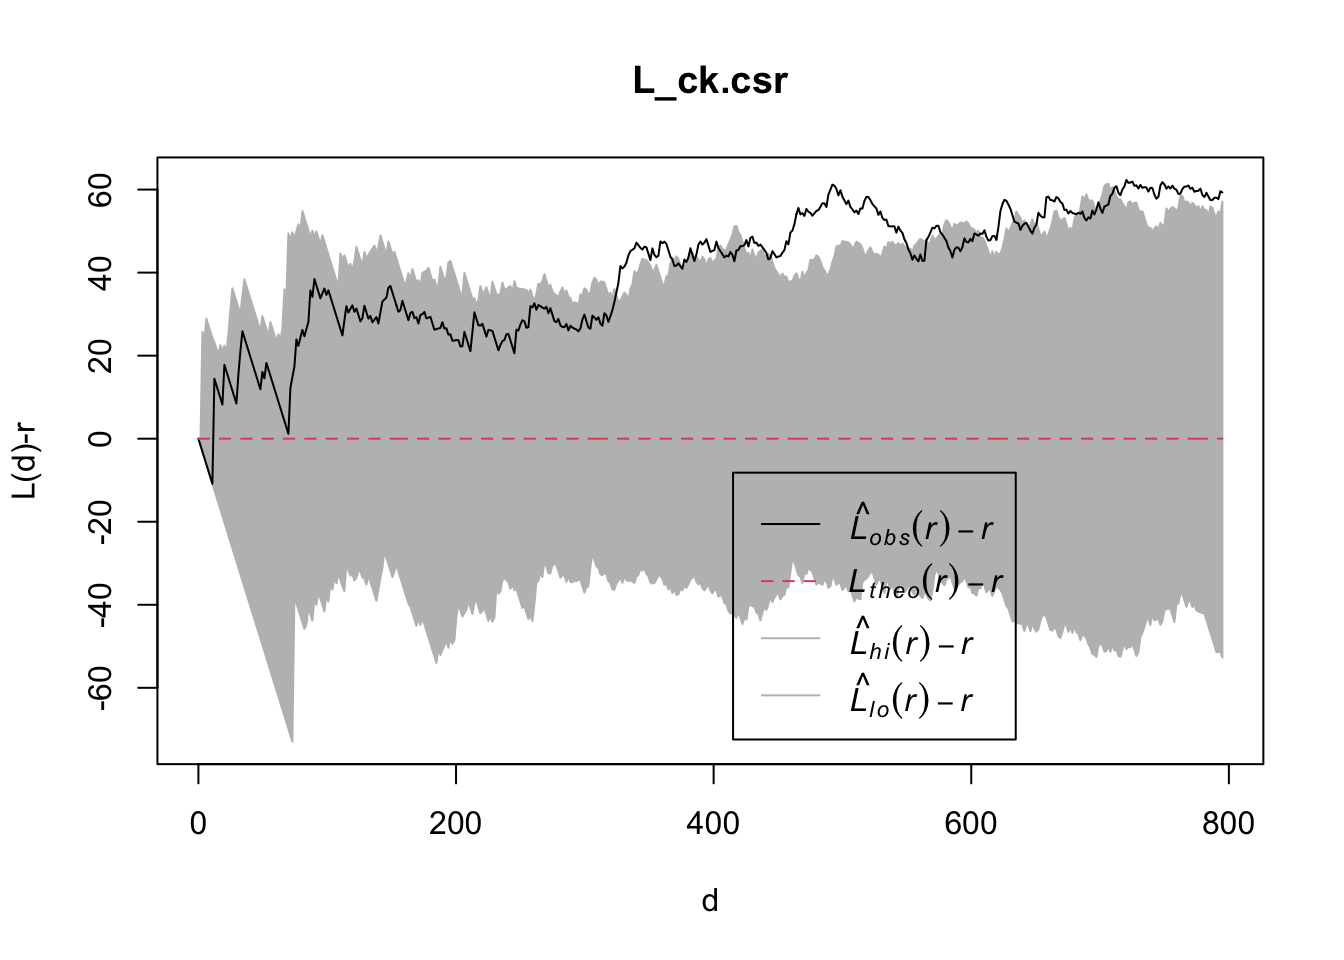 L_ck.csr
L(d)-r
60
40
20
0
-20
-40
-60
L̂obs(r) − r
Ltheo(r) − r
L̂hi(r) − r
L̂lo(r) − r
0 200 400 600 800
d